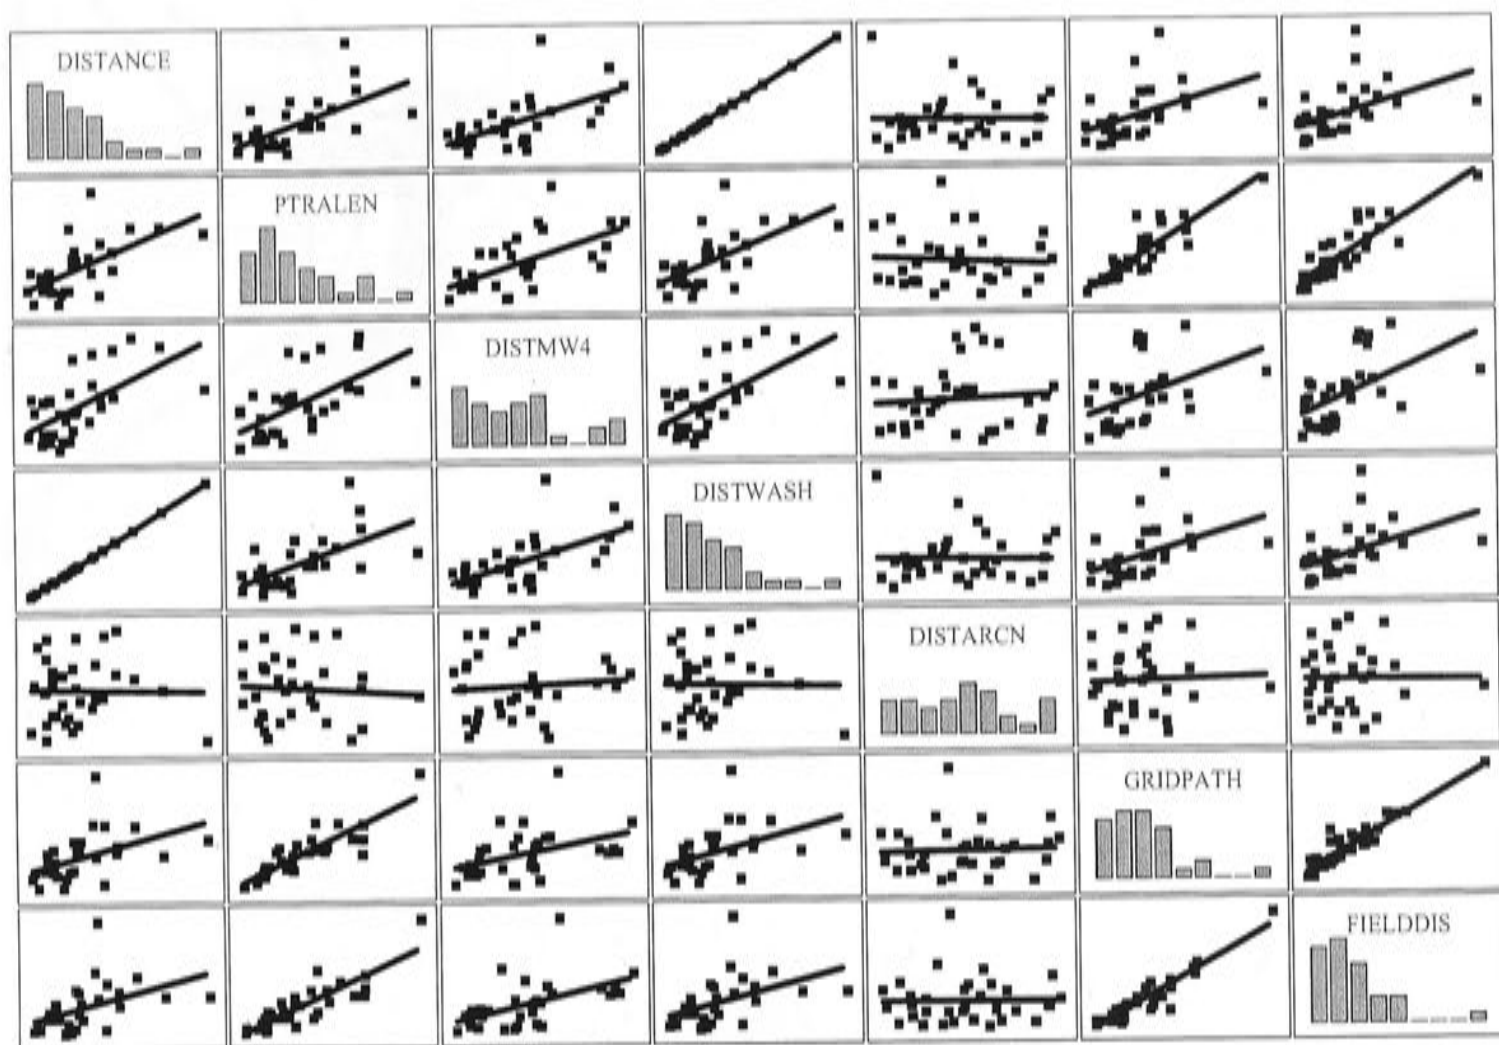 DISTANCE
PTRALEN
DISTMW4
DISTWASH
DISTARCN
GRIDPATH
FIELDDIS